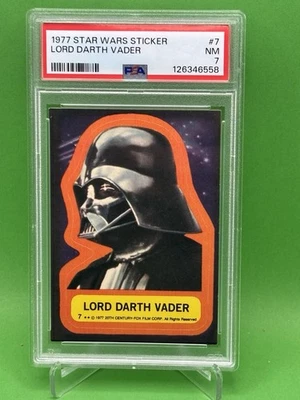 1977 STAR WARS STICKER #7
LORD DARTH VADER NM
PSA 7
126346558
LORD DARTH VADER
7 ★★ © 1977 20TH CENTURY-FOX FILM CORP. All Rights Reserved